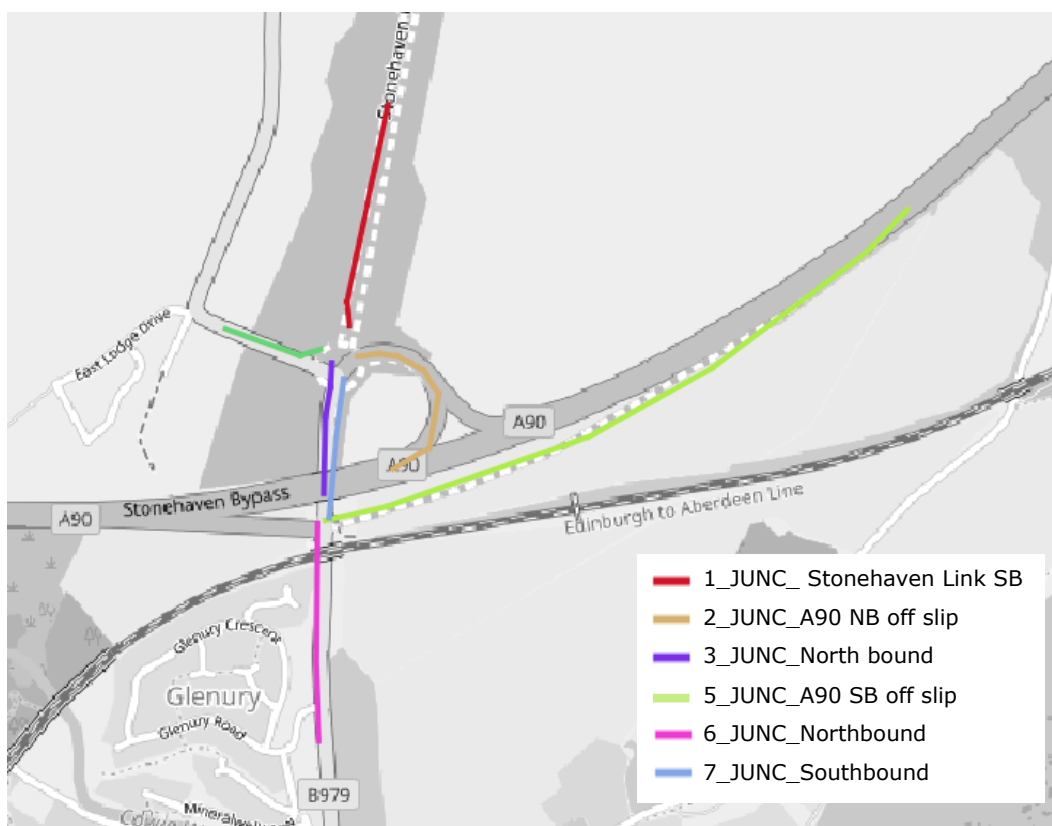 Stonehaven
East Lodge Drive
A90
A90
Stonehaven Bypass
A90
Edinburgh to Aberdeen Line
Glenury Crescent
Glenury
Glenury Road
B979
1_JUNC_ Stonehaven Link SB
2_JUNC_A90 NB off slip
3_JUNC_North bound
5_JUNC_A90 SB off slip
6_JUNC_Northbound
7_JUNC_Southbound